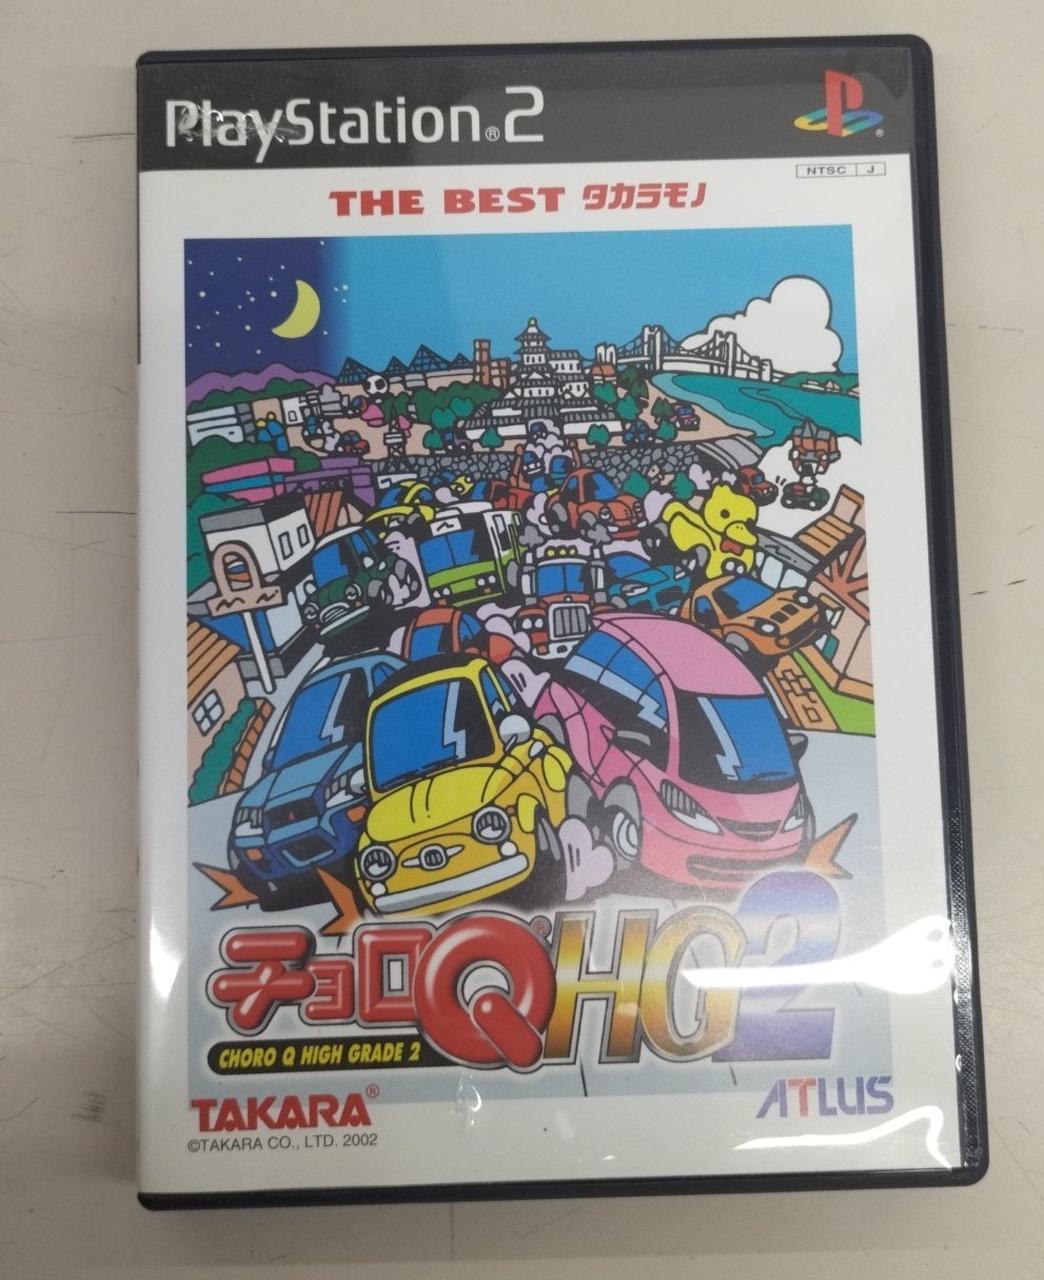 PlayStation®2
NTSC J
THE BEST タカラモノ
チョロQ® HG2
CHORO Q HIGH GRADE 2
TAKARA®
ATLUS
©TAKARA CO., LTD. 2002